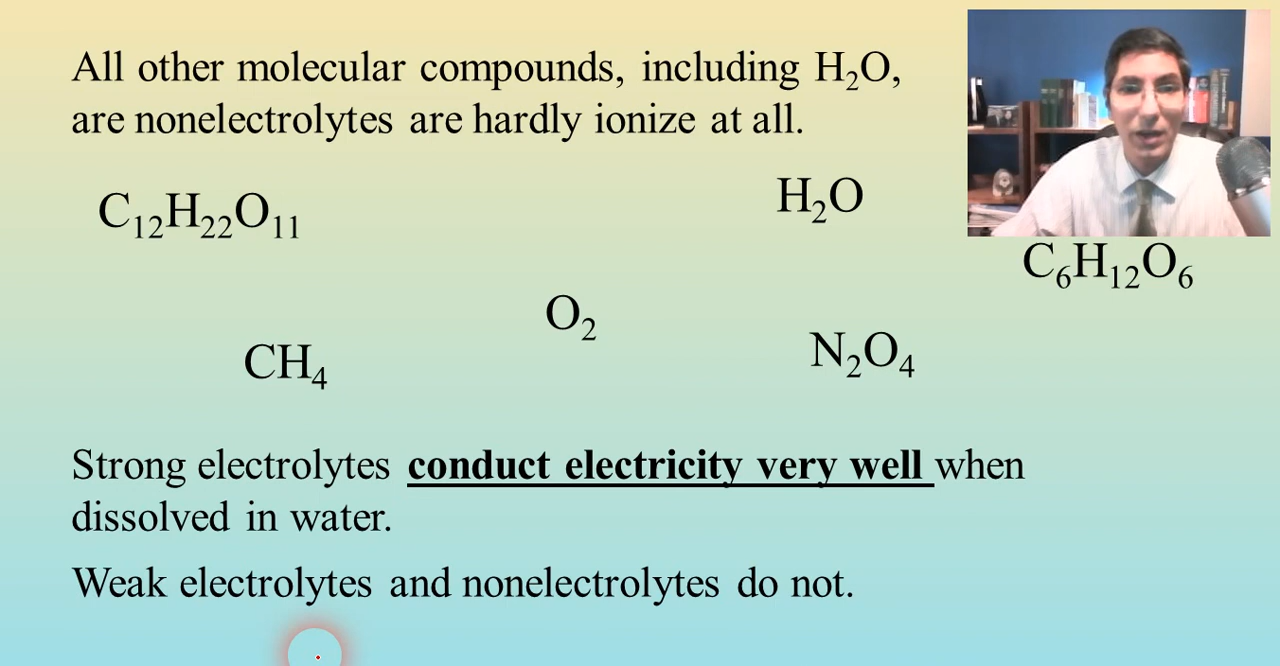 All other molecular compounds, including H₂O,
are nonelectrolytes are hardly ionize at all.
C₁₂H₂₂O₁₁
H₂O
C₆H₁₂O₆
O₂
CH₄
N₂O₄
Strong electrolytes conduct electricity very well when
dissolved in water.
Weak electrolytes and nonelectrolytes do not.